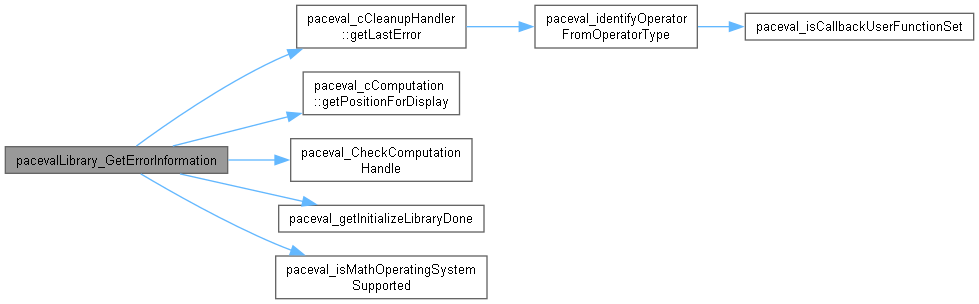 pacevalLibrary_GetErrorInformation
paceval_cCleanupHandler
::getLastError
paceval_identifyOperator
FromOperatorType
paceval_isCallbackUserFunctionSet
paceval_cComputation
::getPositionForDisplay
paceval_CheckComputation
Handle
paceval_getInitializeLibraryDone
paceval_isMathOperatingSystem
Supported